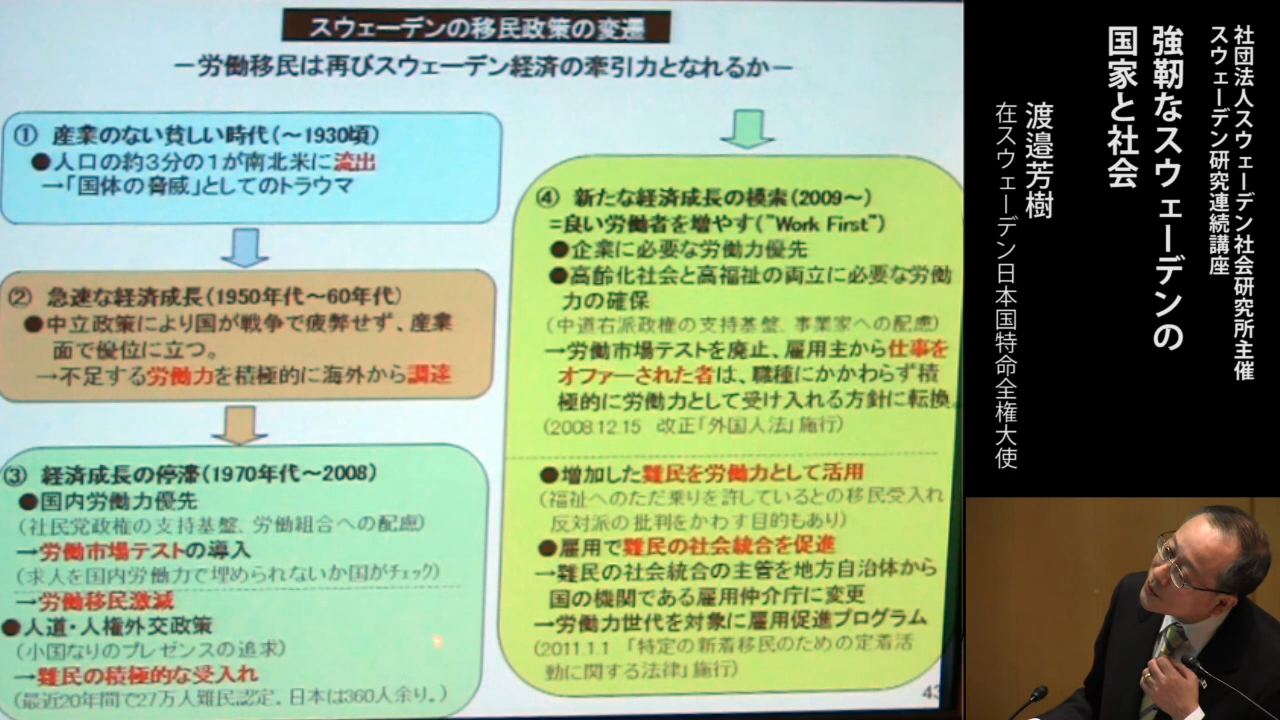 スウェーデンの移民政策の変遷
－労働移民は再びスウェーデン経済の牽引力となれるか－
① 産業のない貧しい時代(～1930頃)
●人口の約3分の1が南北米に流出
→「国体の脅威」としてのトラウマ
② 急速な経済成長(1950年代～60年代)
●中立政策により国が戦争で疲弊せず、産業
面で優位に立つ。
→不足する労働力を積極的に海外から調達
③ 経済成長の停滞(1970年代～2008)
●国内労働力優先
(社民党政権の支持基盤、労働組合への配慮)
→労働市場テストの導入
(求人を国内労働力で埋められないか国がチェック)
→労働移民激減
●人道・人権外交政策
(小国なりのプレゼンスの追求)
→難民の積極的な受入れ
(最近20年間で27万人難民認定。日本は360人余り。)
④ 新たな経済成長の模索(2009～)
=良い労働者を増やす("Work First")
●企業に必要な労働力優先
●高齢化社会と高福祉の両立に必要な労働
力の確保
(中道右派政権の支持基盤、事業家への配慮)
→労働市場テストを廃止、雇用主から仕事を
オファーされた者は、職種にかかわらず積
極的に労働力として受け入れる方針に転換。
(2008.12.15 改正「外国人法」施行)
●増加した難民を労働力として活用
(福祉へのただ乗りを許しているとの移民受入れ
反対派の批判をかわす目的もあり)
●雇用で難民の社会統合を促進
→難民の社会統合の主管を地方自治体から
国の機関である雇用仲介庁に変更
→労働力世代を対象に雇用促進プログラム
(2011.1.1 「特定の新着移民のための定着活
動に関する法律」施行)
43
社団法人スウェーデン社会研究所主催
スウェーデン研究連続講座
強靭なスウェーデンの
国家と社会
渡邉芳樹
在スウェーデン日本国特命全権大使